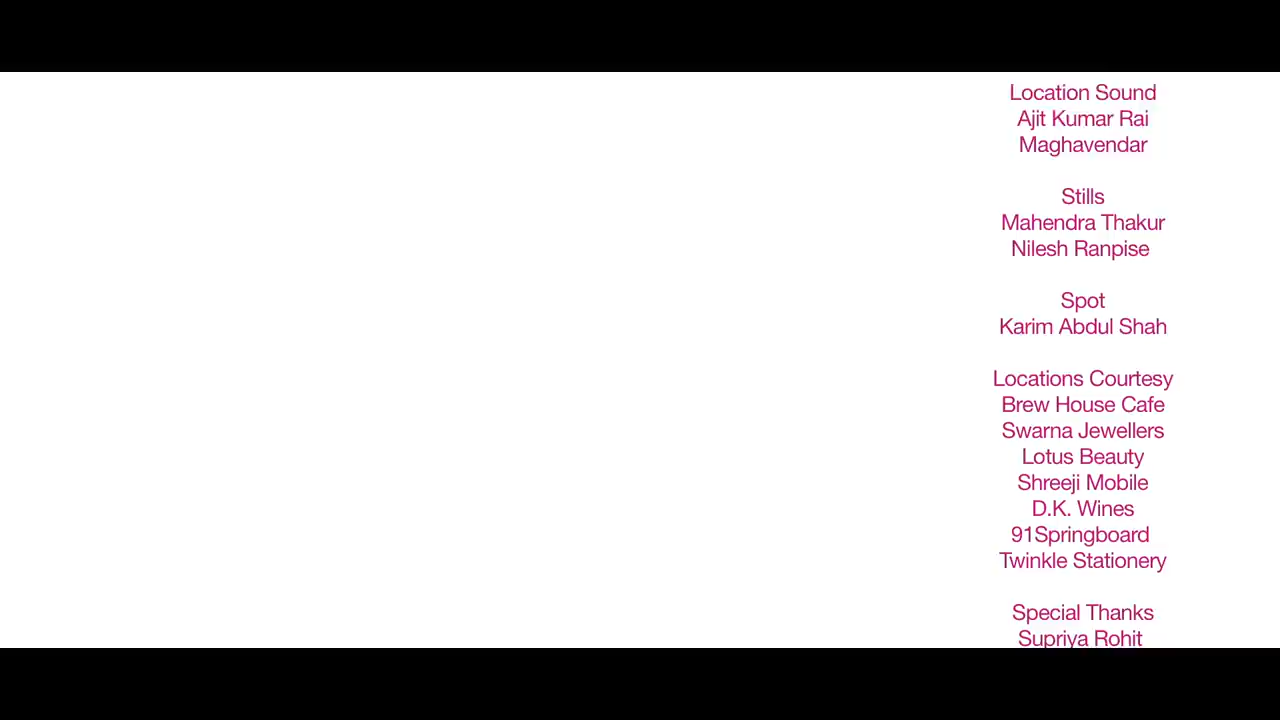 Location Sound
Ajit Kumar Rai
Maghavendar
Stills
Mahendra Thakur
Nilesh Ranpise
Spot
Karim Abdul Shah
Locations Courtesy
Brew House Cafe
Swarna Jewellers
Lotus Beauty
Shreeji Mobile
D.K. Wines
91Springboard
Twinkle Stationery
Special Thanks
Supriya Rohit